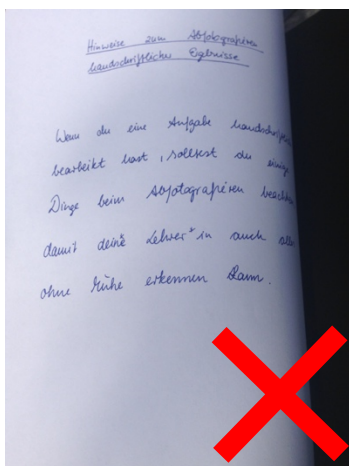 Hinweise zum Abfotografieren
handschriftlicher Ergebnisse
Wenn du eine Aufgabe
bearbeitet hast, solltest du einige
Dinge beim Abfotografieren
damit deine Lehrer*in auch
ohne Mühe erkennen kann.